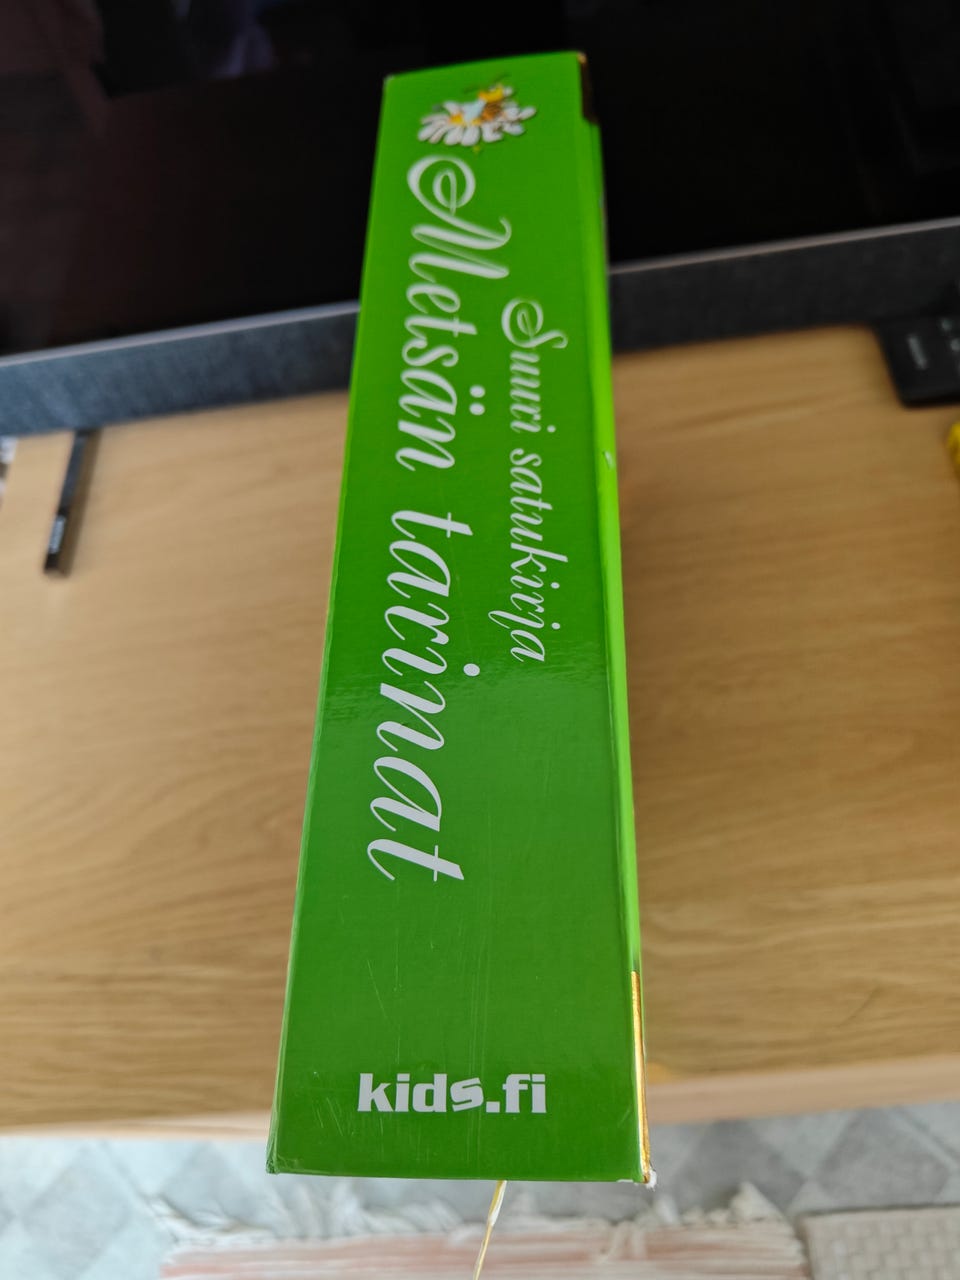 Suuri satukirja
Metsän tarinat
kids.fi